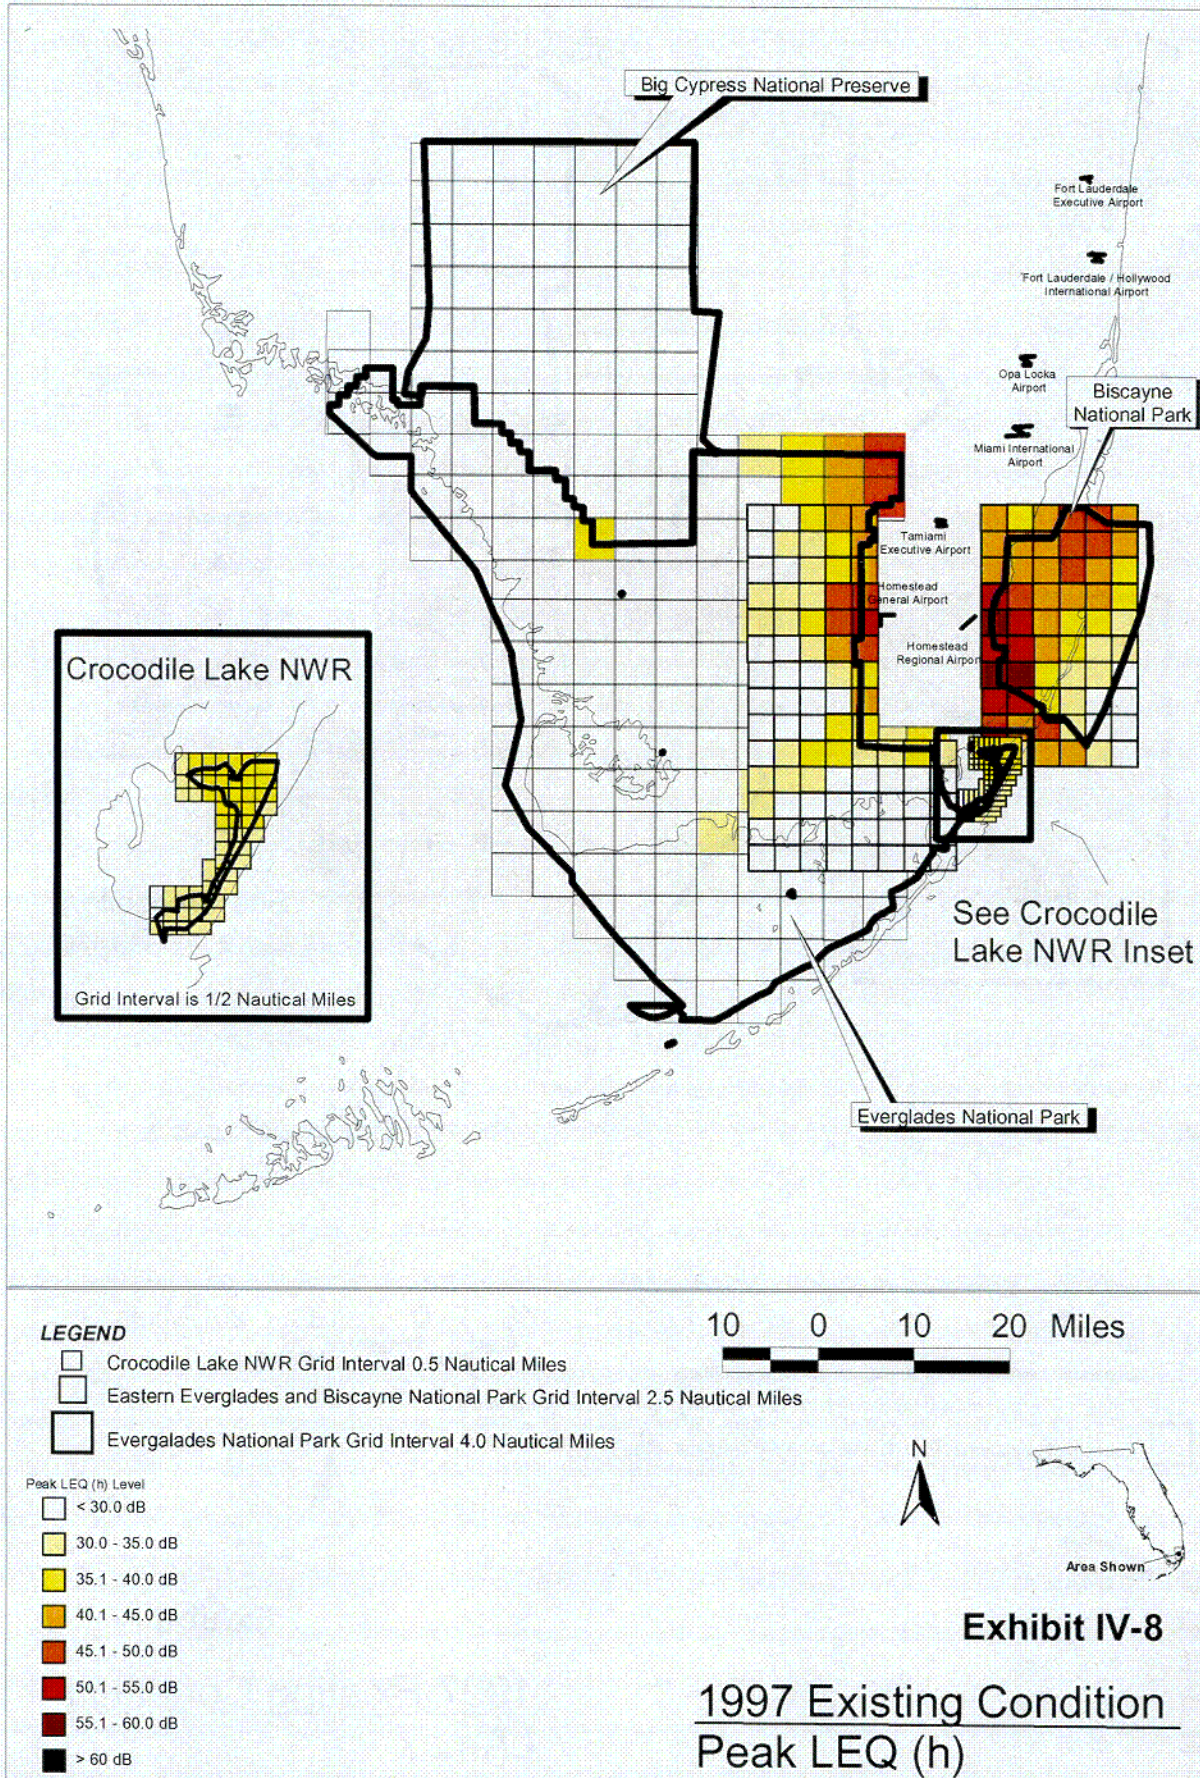 Big Cypress National Preserve
Fort Lauderdale
Executive Airport
Fort Lauderdale / Hollywood
International Airport
Opa Locka
Airport
Biscayne
National Park
Miami International
Airport
Tamiami
Executive Airport
Homestead
General Airport
Homestead
Regional Airport
Crocodile Lake NWR
Grid Interval is 1/2 Nautical Miles
See Crocodile
Lake NWR Inset
Everglades National Park
LEGEND
Crocodile Lake NWR Grid Interval 0.5 Nautical Miles
Eastern Everglades and Biscayne National Park Grid Interval 2.5 Nautical Miles
Evergalades National Park Grid Interval 4.0 Nautical Miles
10 0 10 20 Miles
Peak LEQ (h) Level
< 30.0 dB
30.0 - 35.0 dB
35.1 - 40.0 dB
40.1 - 45.0 dB
45.1 - 50.0 dB
50.1 - 55.0 dB
55.1 - 60.0 dB
> 60 dB
N
Area Shown
Exhibit IV-8
1997 Existing Condition
Peak LEQ (h)